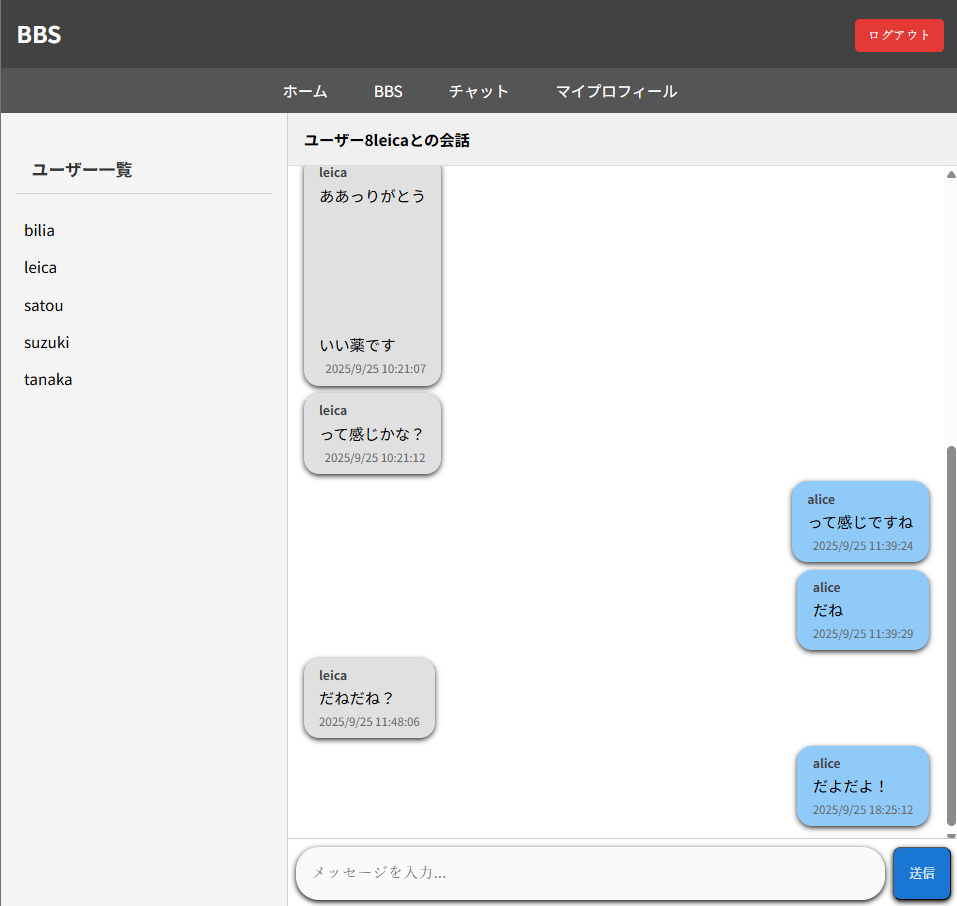 BBS
ログアウト
ホーム
BBS
チャット
マイプロフィール
ユーザー一覧
bilia
leica
satou
suzuki
tanaka
ユーザー8leicaとの会話
leica
ああっりがとう
いい薬です
2025/9/25 10:21:07
leica
って感じかな？
2025/9/25 10:21:12
alice
って感じですね
2025/9/25 11:39:24
alice
だね
2025/9/25 11:39:29
leica
だねだね？
2025/9/25 11:48:06
alice
だよだよ！
2025/9/25 18:25:12
メッセージを入力...
送信